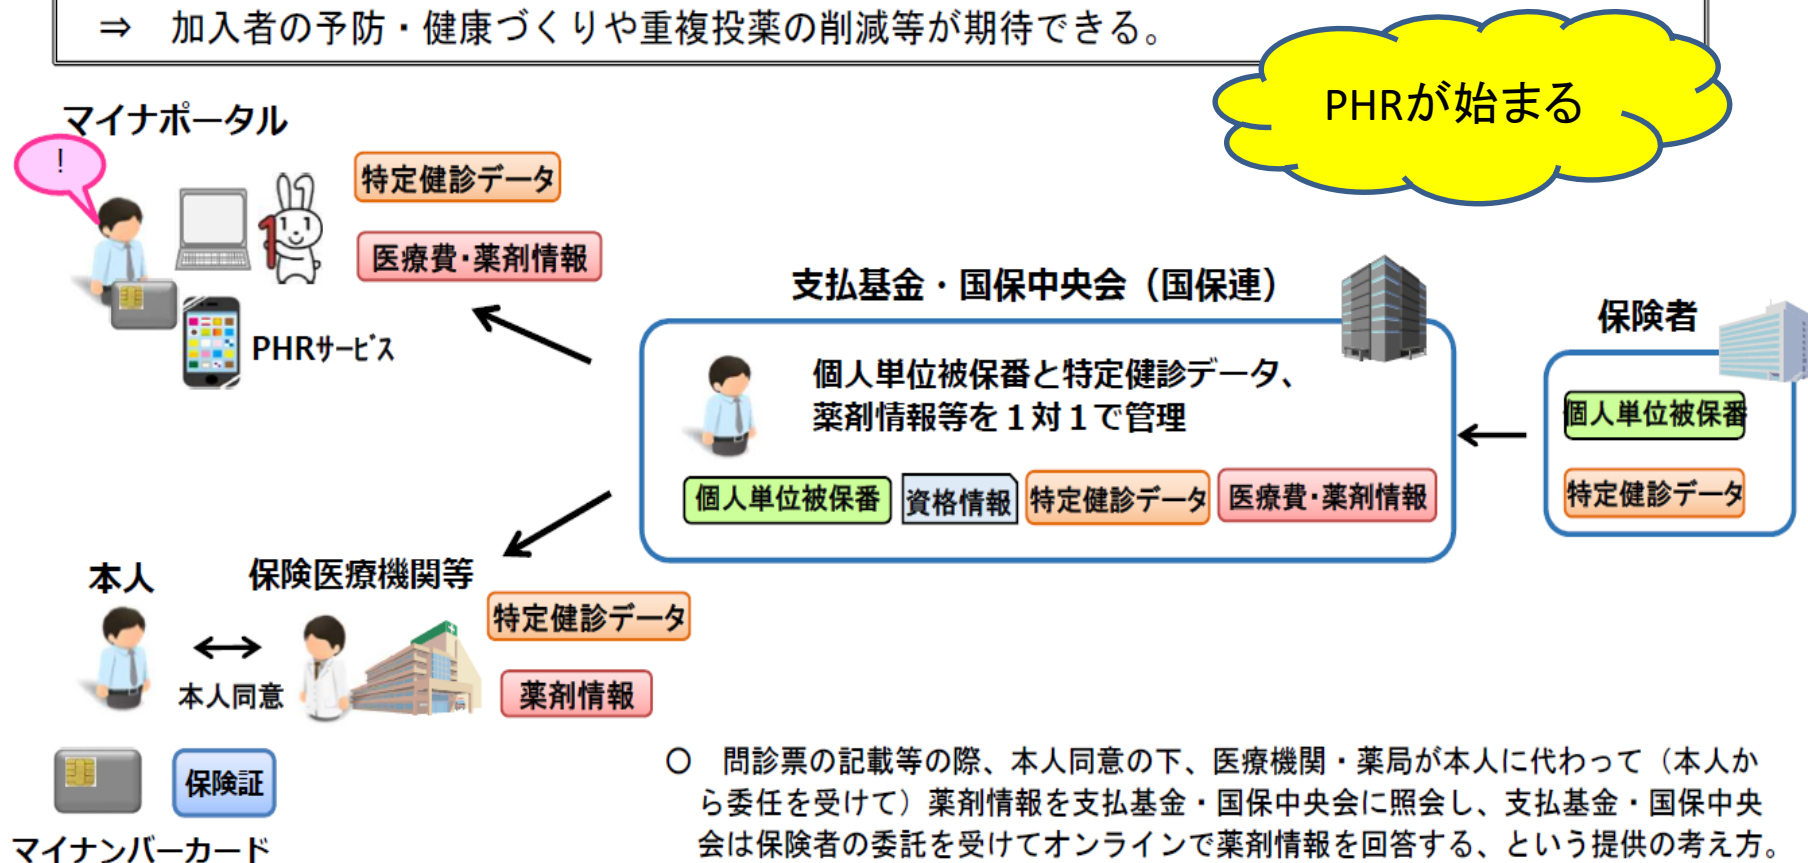 ⇒　加入者の予防・健康づくりや重複投薬の削減等が期待できる。
PHRが始まる
マイナポータル
!
特定健診データ
医療費・薬剤情報
1
PHRｻｰﾋﾞｽ
支払基金・国保中央会（国保連）
個人単位被保番と特定健診データ、
薬剤情報等を１対１で管理
個人単位被保番
資格情報
特定健診データ
医療費・薬剤情報
保険者
個人単位被保番
特定健診データ
本人
保険医療機関等
本人同意
特定健診データ
薬剤情報
保険証
マイナンバーカード
○　問診票の記載等の際、本人同意の下、医療機関・薬局が本人に代わって（本人か
ら委任を受けて）薬剤情報を支払基金・国保中央会に照会し、支払基金・国保中央
会は保険者の委託を受けてオンラインで薬剤情報を回答する、という提供の考え方。